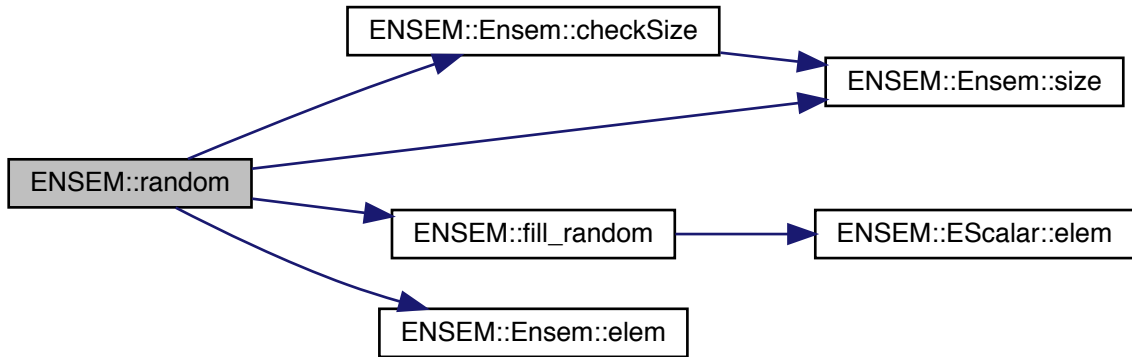 ENSEM::Ensem::checkSize
ENSEM::Ensem::size
ENSEM::random
ENSEM::fill_random
ENSEM::EScalar::elem
ENSEM::Ensem::elem